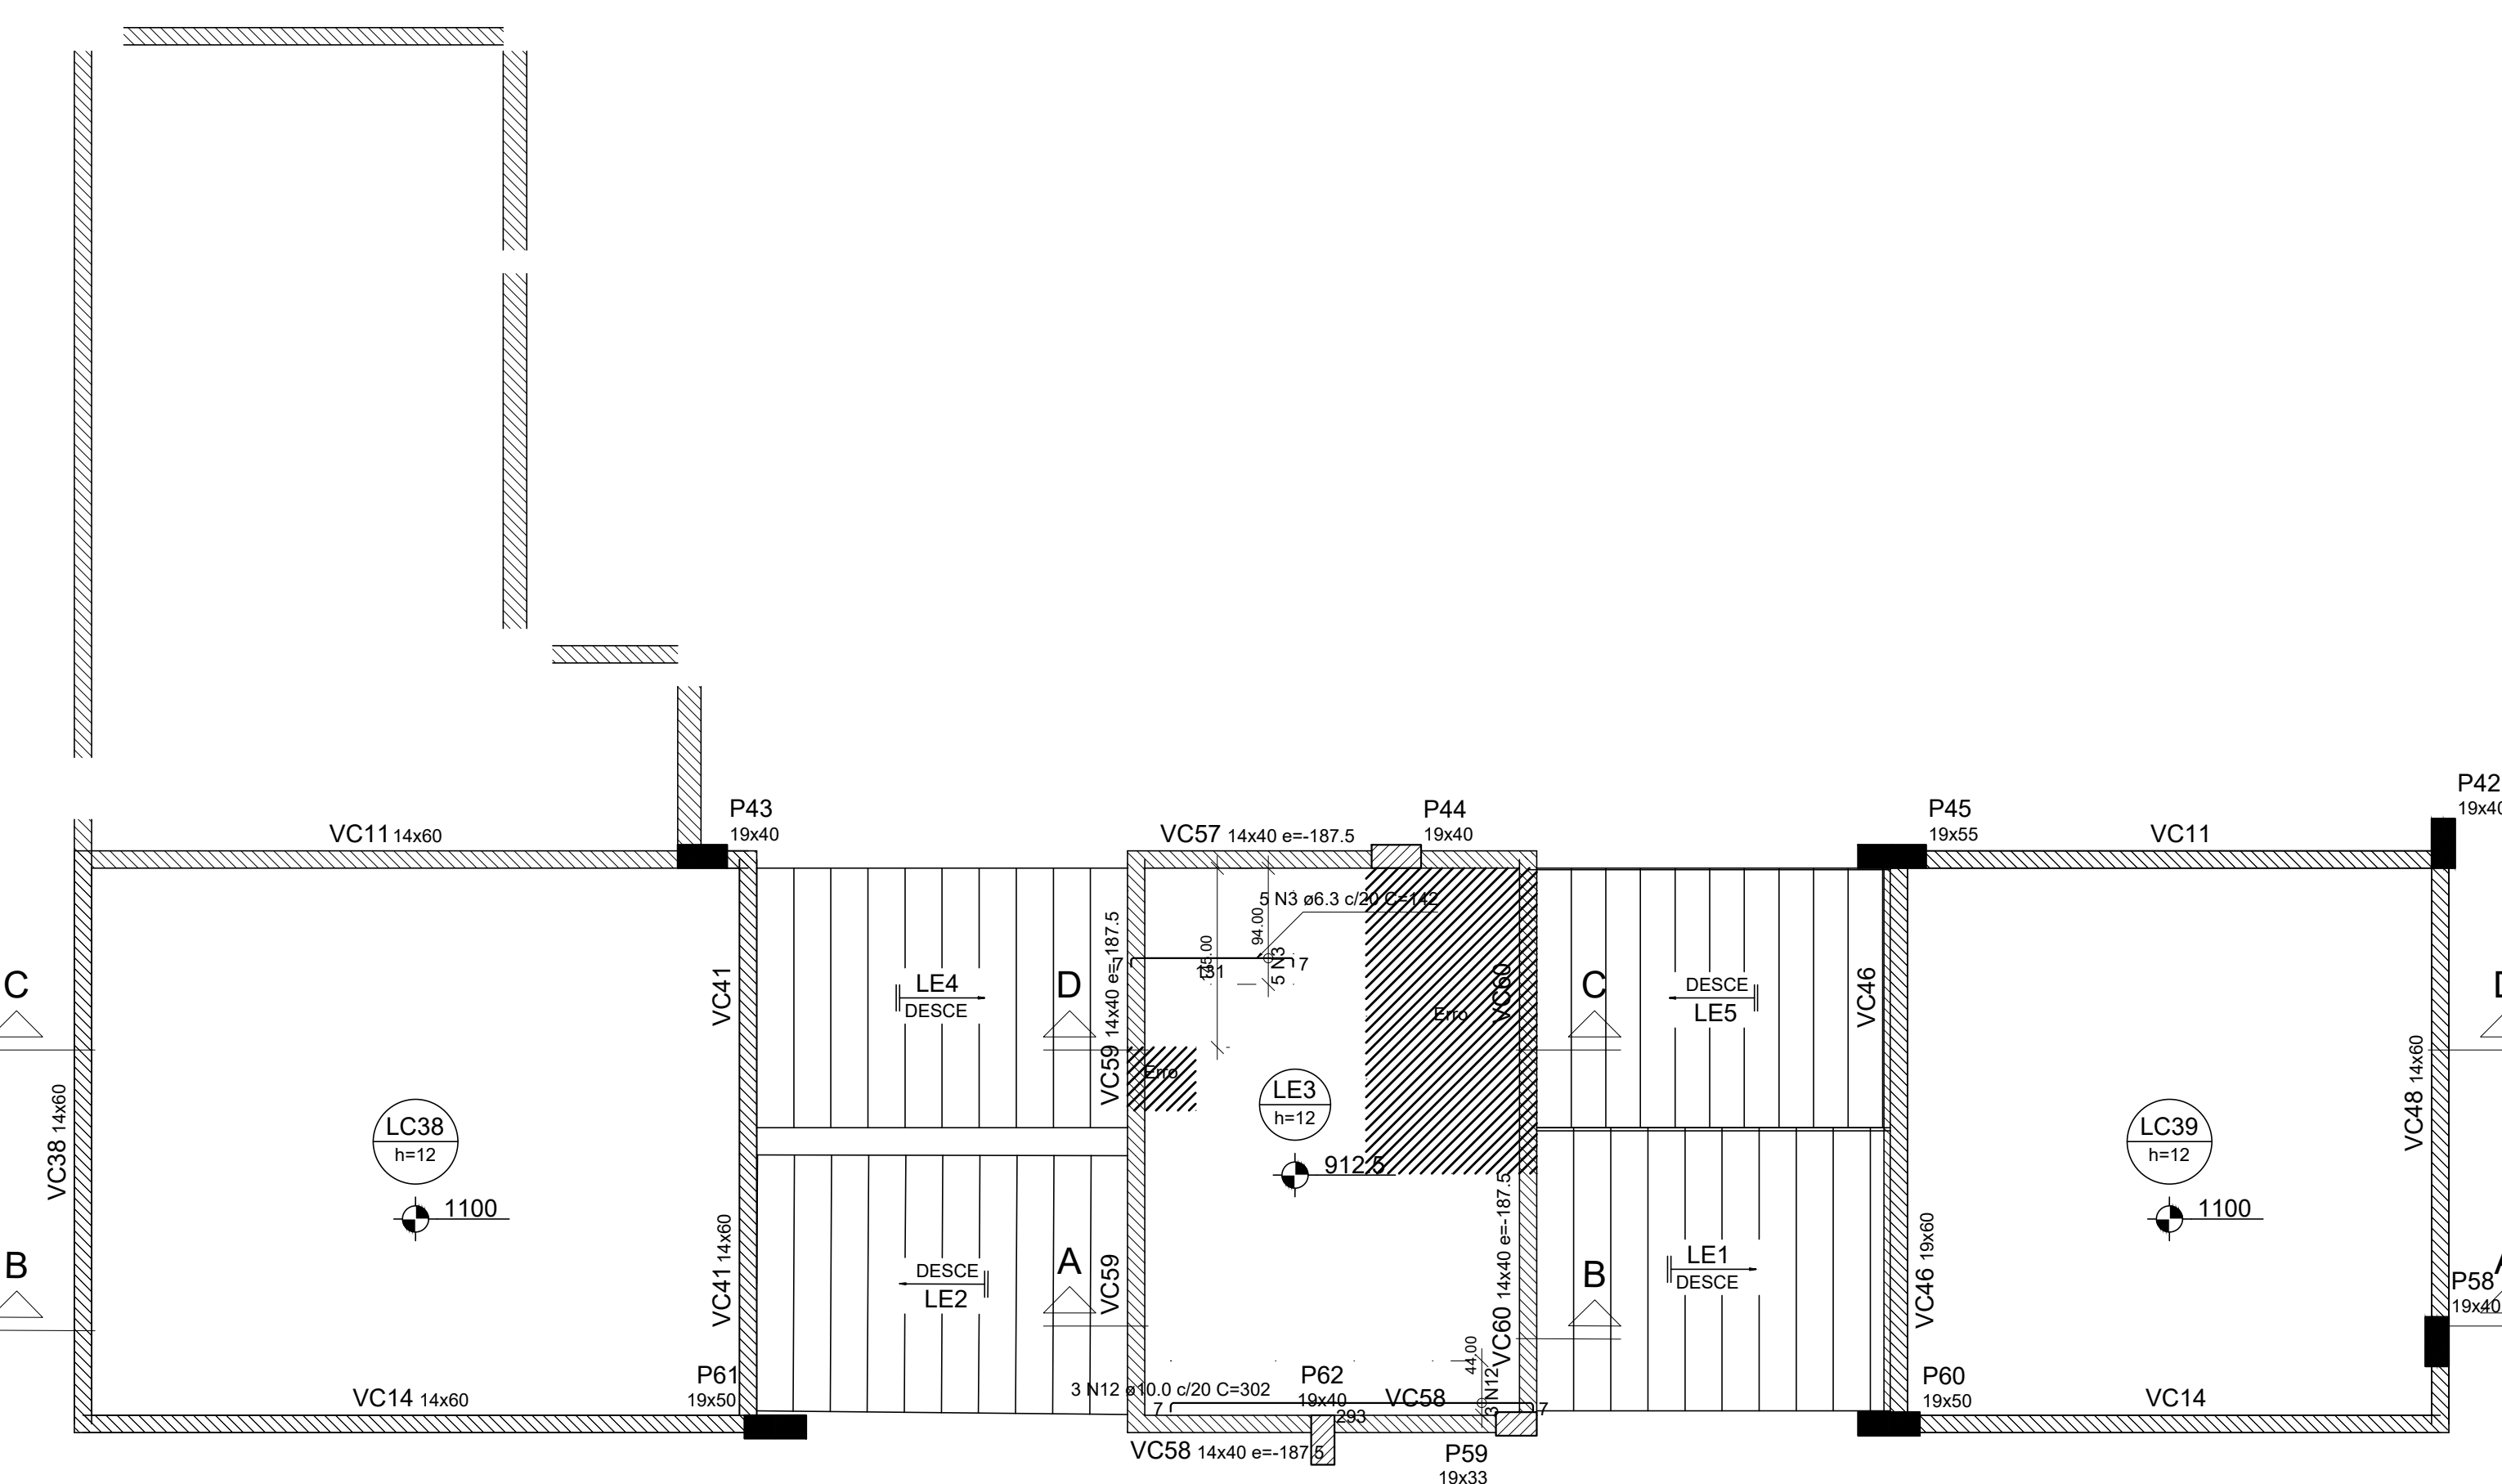 P42
19x40
P43
19x40
P44
19x40
P45
19x55
VC11 14x60
VC57 14x40 e=-187.5
VC11
5 N3 ø6.3 c/20 C=142
94.00
145.00
131
7
7
5 N3
C
VC41
LE4
DESCE
D
VC59 14x40 e=-187.5
Erro
Erro
VC60
C
DESCE
LE5
VC46
D
VC38 14x60
LC38
h=12
1100
LE3
h=12
912.5
VC48 14x60
LC39
h=12
1100
B
VC41 14x60
DESCE
LE2
A
VC59
VC60 14x40 e=-187.5
B
LE1
DESCE
VC46 19x60
A
P58
19x40
VC14 14x60
P61
19x50
3 N12 ø10.0 c/20 C=302
P62
19x40
VC58
44.00
3 N12
7
293
7
P60
19x50
VC14
VC58 14x40 e=-187.5
P59
19x33